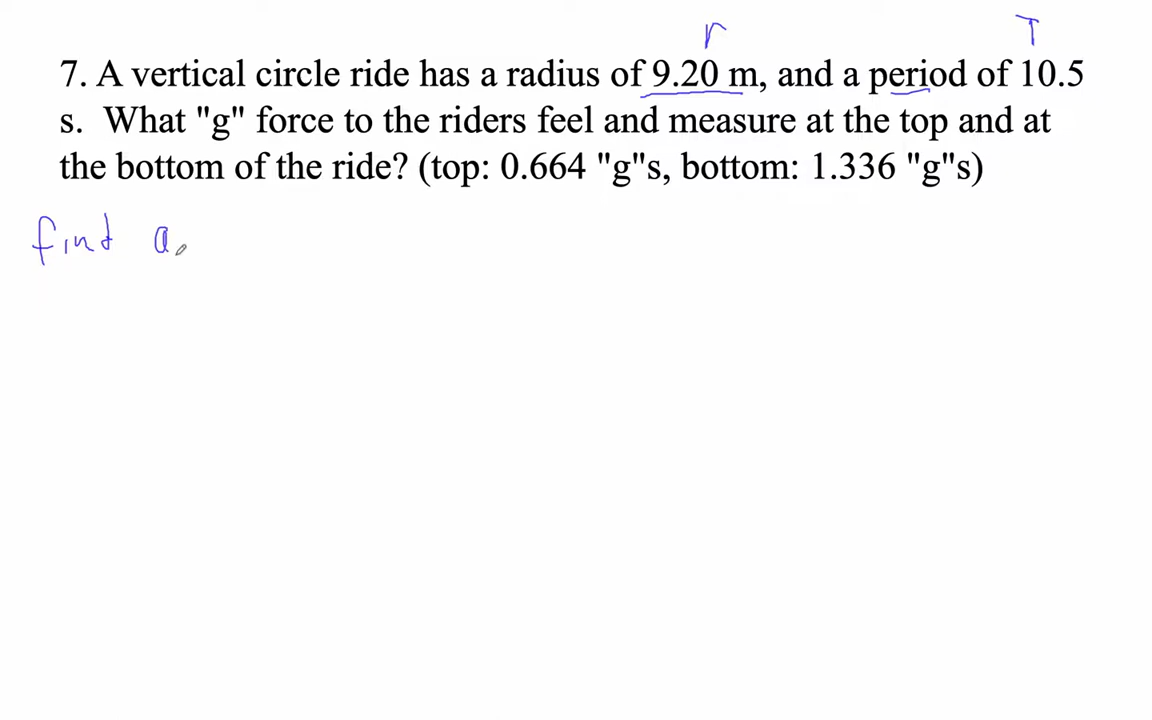 r T
7. A vertical circle ride has a radius of 9.20 m, and a period of 10.5
s. What "g" force to the riders feel and measure at the top and at
the bottom of the ride? (top: 0.664 "g"s, bottom: 1.336 "g"s)
find a